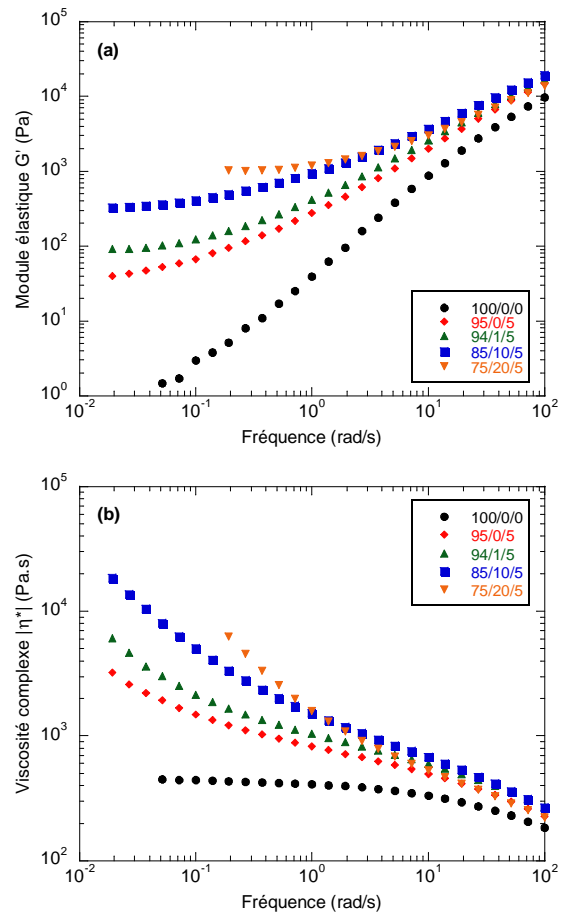 (a)
Module élastique G' (Pa)
10^5
10^4
10^3
10^2
10^1
10^0
100/0/0
95/0/5
94/1/5
85/10/5
75/20/5
10^-2 10^-1 10^0 10^1 10^2
Fréquence (rad/s)
(b)
Viscosité complexe |η*| (Pa.s)
10^5
10^4
10^3
10^2
100/0/0
95/0/5
94/1/5
85/10/5
75/20/5
10^-2 10^-1 10^0 10^1 10^2
Fréquence (rad/s)